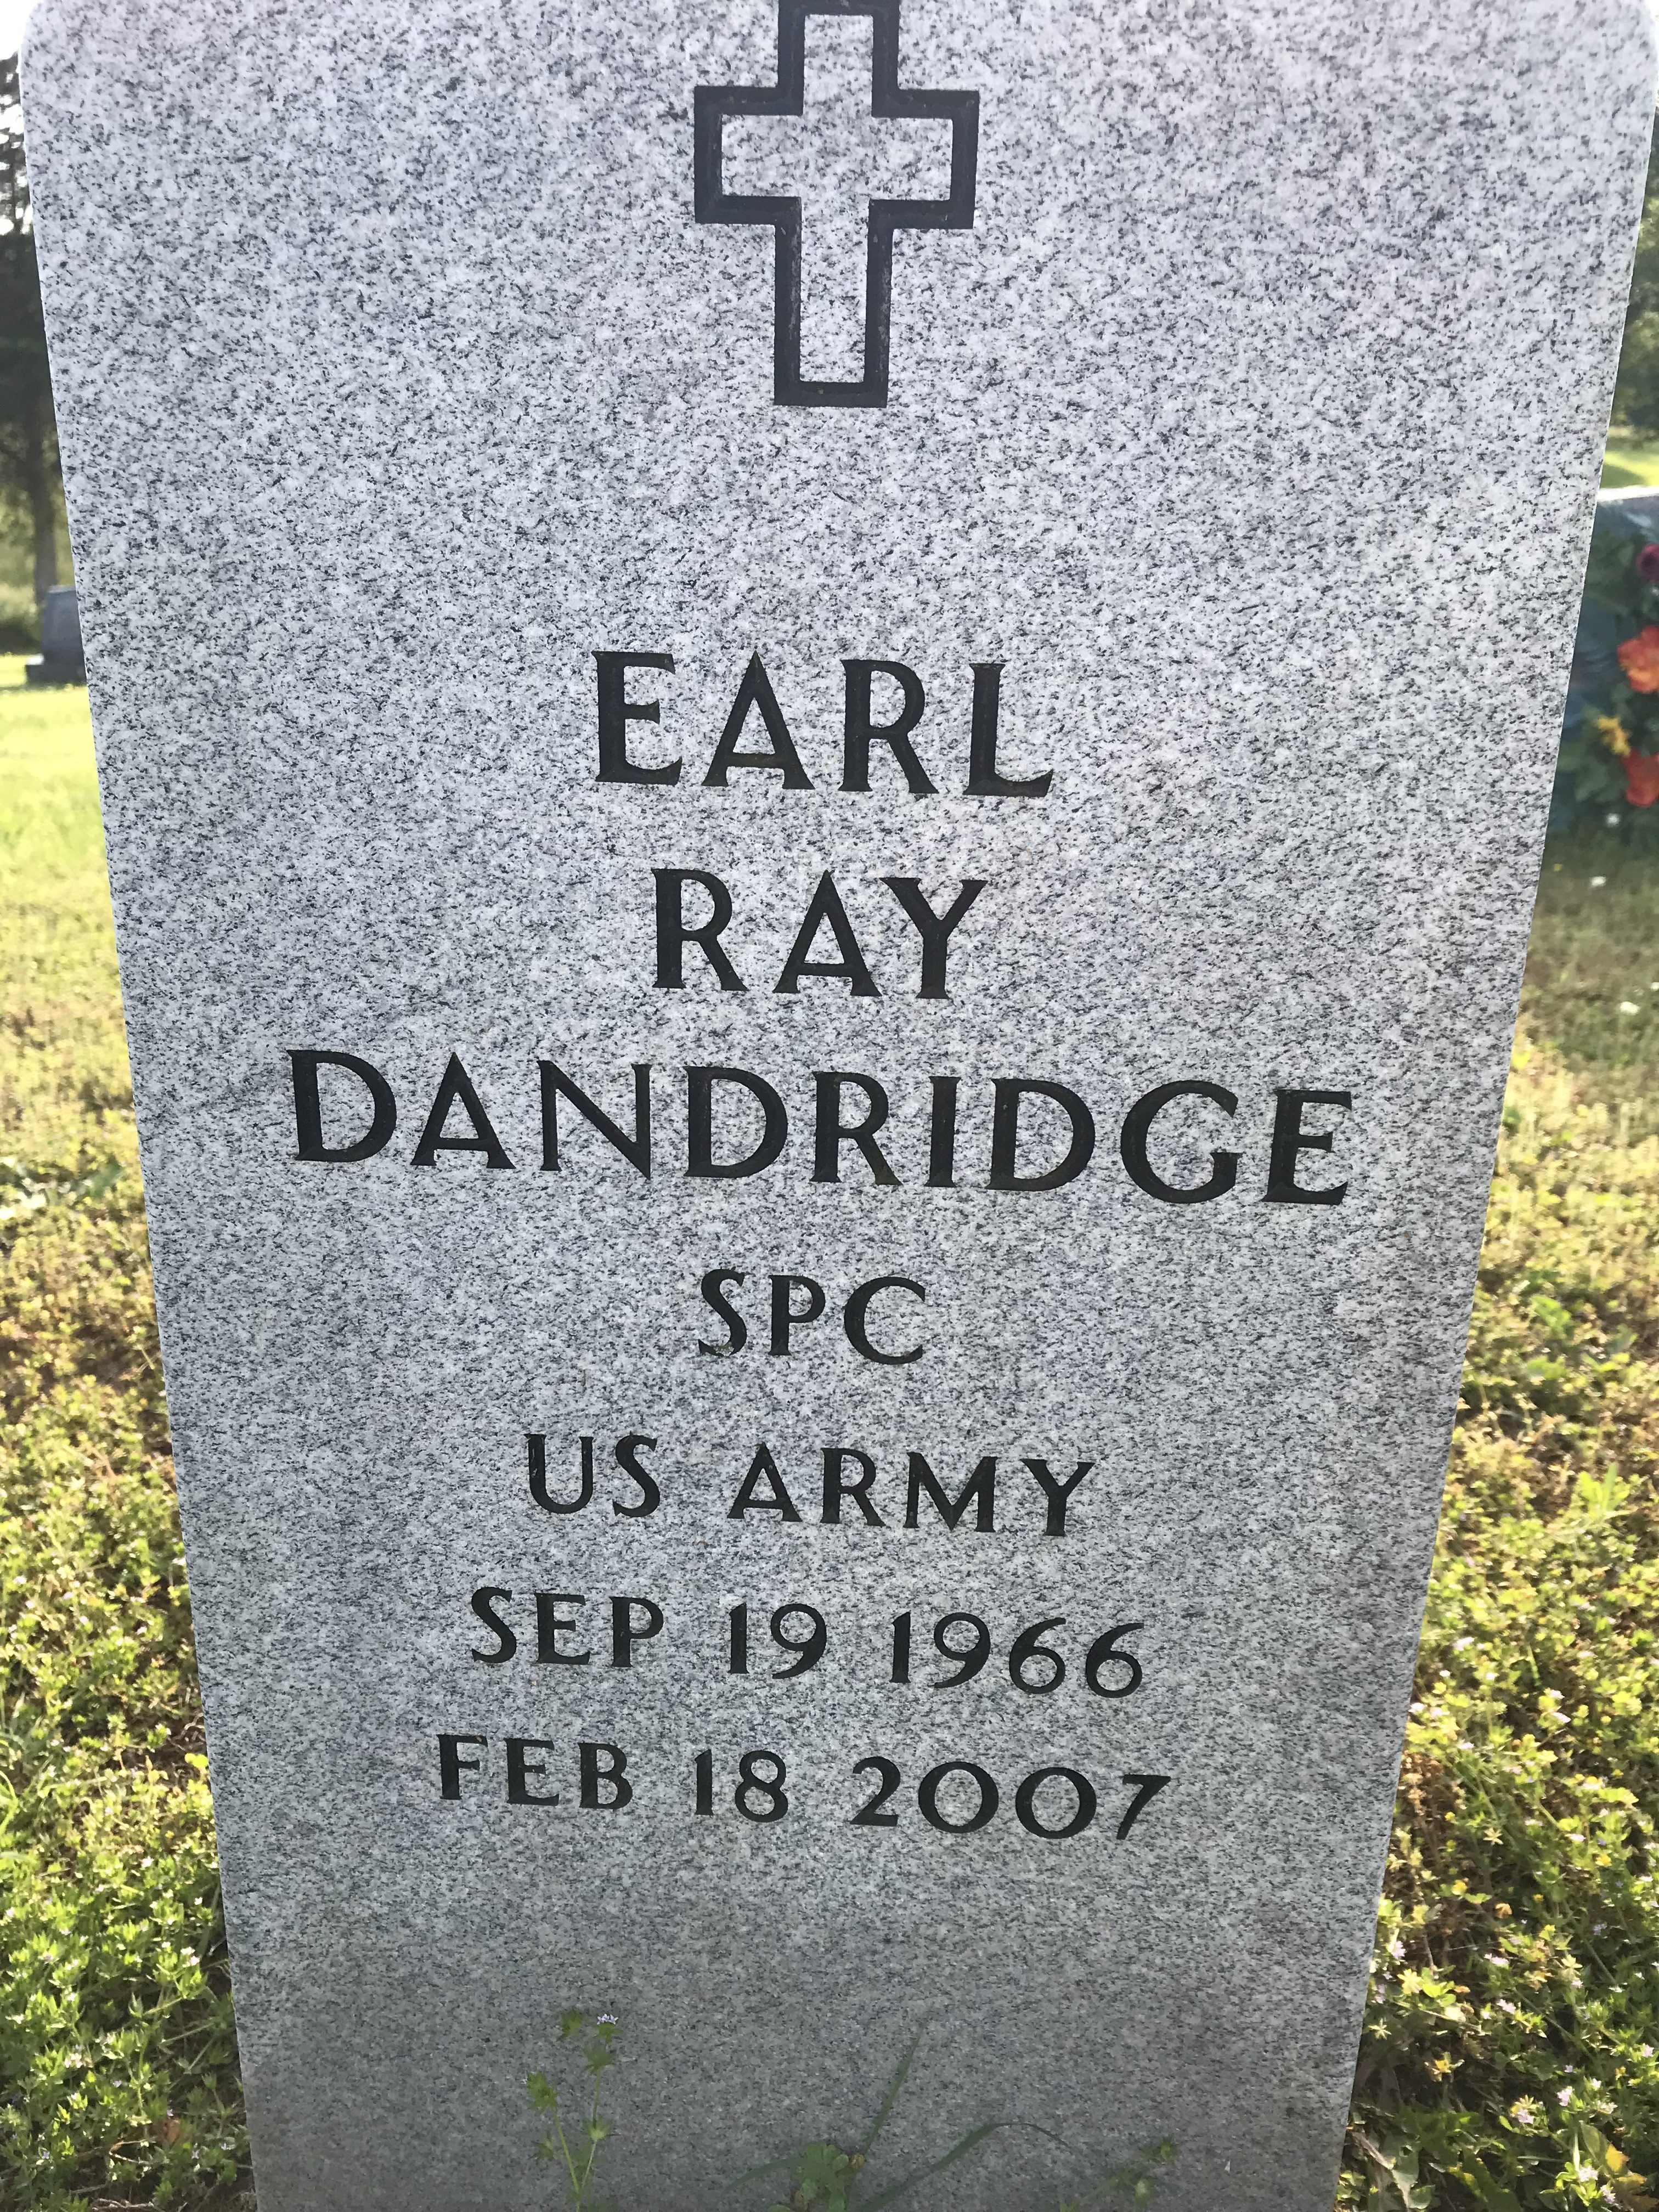 EARL
RAY
DANDRIDGE
SPC
US ARMY
SEP 19 1966
FEB 18 2007